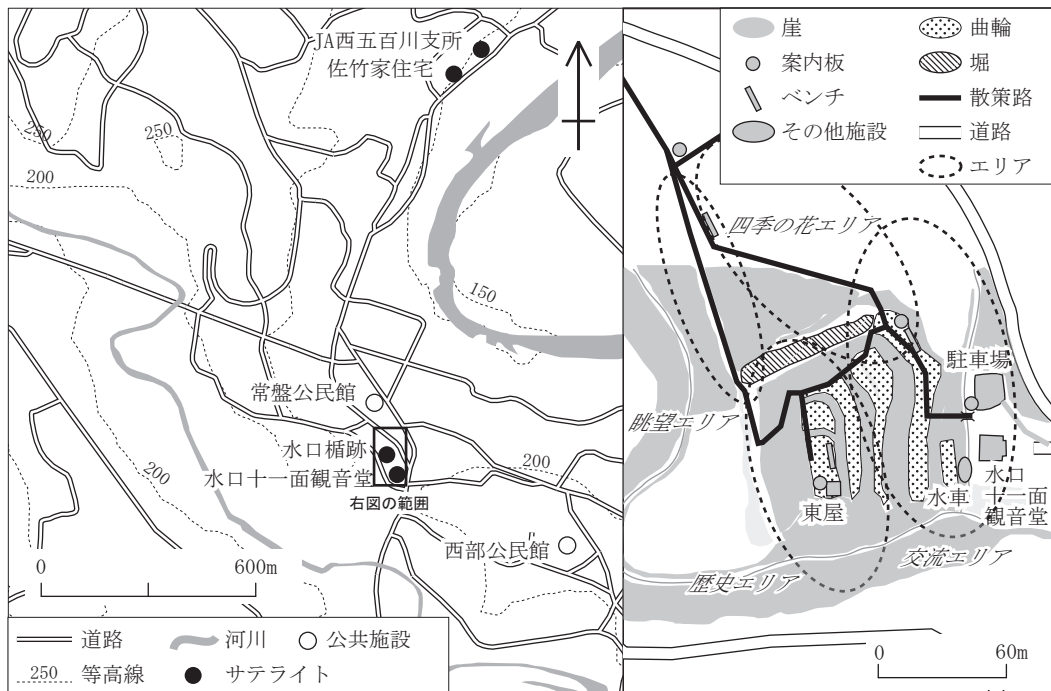 JA西五百川支所
佐竹家住宅
250
250
200
150
常盤公民館
水口楯跡
水口十一面観音堂
右図の範囲
200
200
西部公民館
0
600m
道路
河川
公共施設
250
等高線
サテライト
崖
曲輪
案内板
堀
ベンチ
散策路
その他施設
道路
エリア
四季の花エリア
駐車場
眺望エリア
東屋
水車
水口
十一面
観音堂
歴史エリア
交流エリア
0
60m